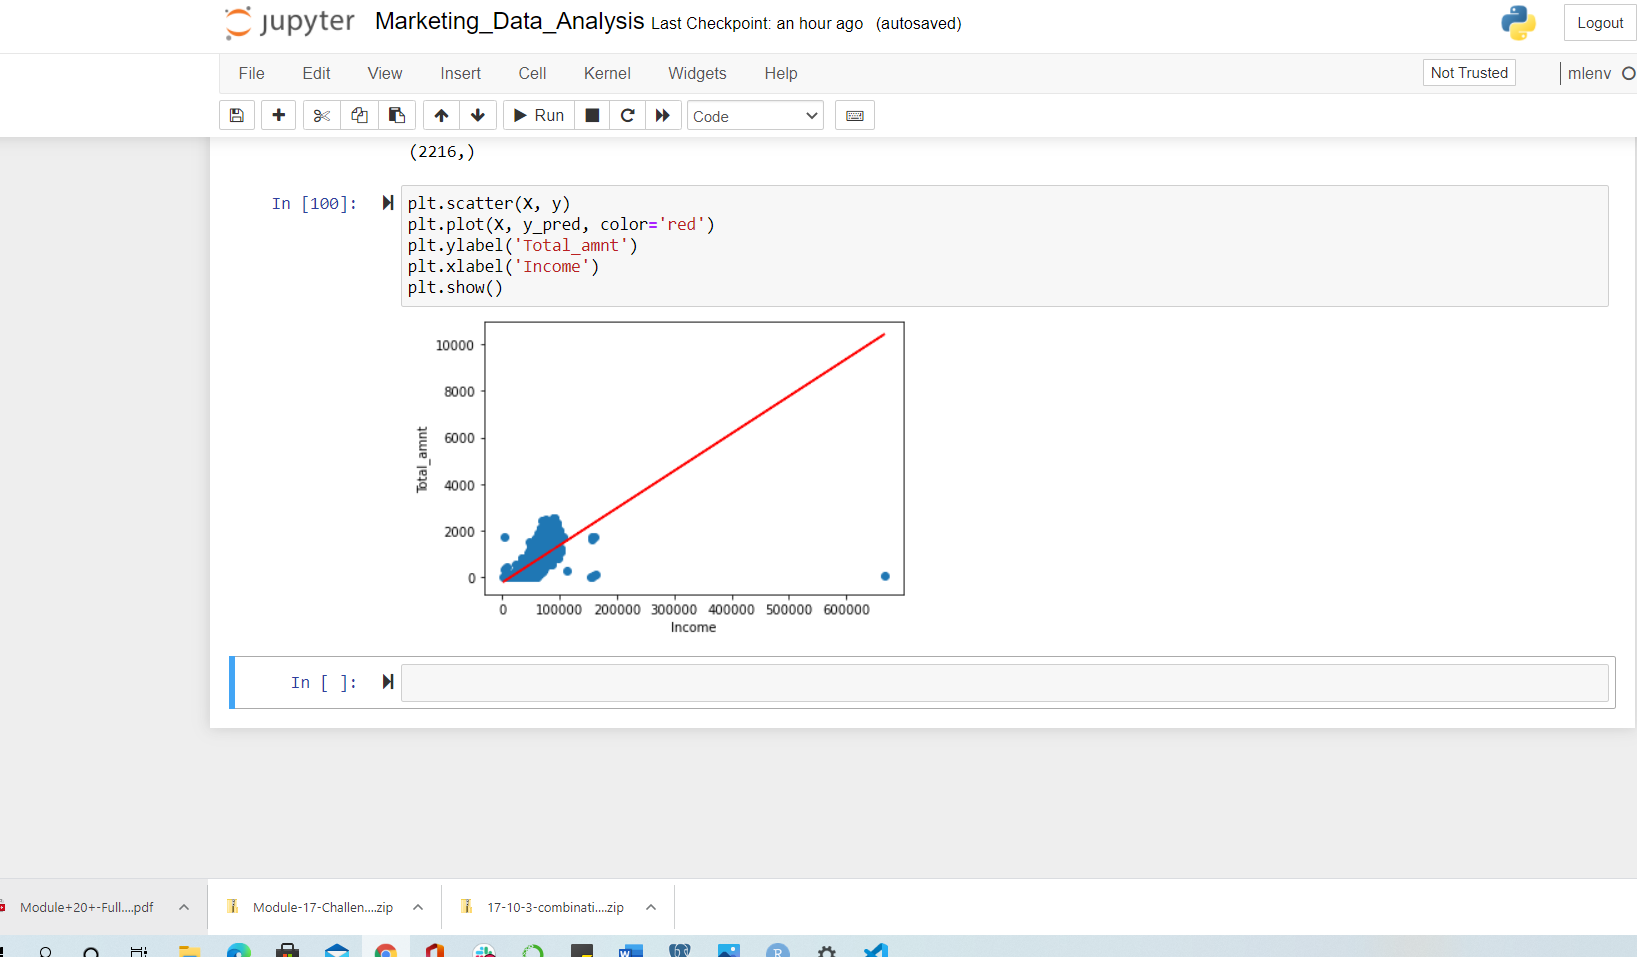 jupyter Marketing_Data_Analysis Last Checkpoint: an hour ago (autosaved) Logout
File Edit View Insert Cell Kernel Widgets Help Not Trusted mlenv
Run Code
(2216,)
In [100]: plt.scatter(X, y)
plt.plot(X, y_pred, color='red')
plt.ylabel('Total_amnt')
plt.xlabel('Income')
plt.show()
10000
8000
6000
4000
2000
0
Total_amnt
0 100000 200000 300000 400000 500000 600000
Income
In [ ]:
Module+20+-Full....pdf Module-17-Challen....zip 17-10-3-combinati....zip